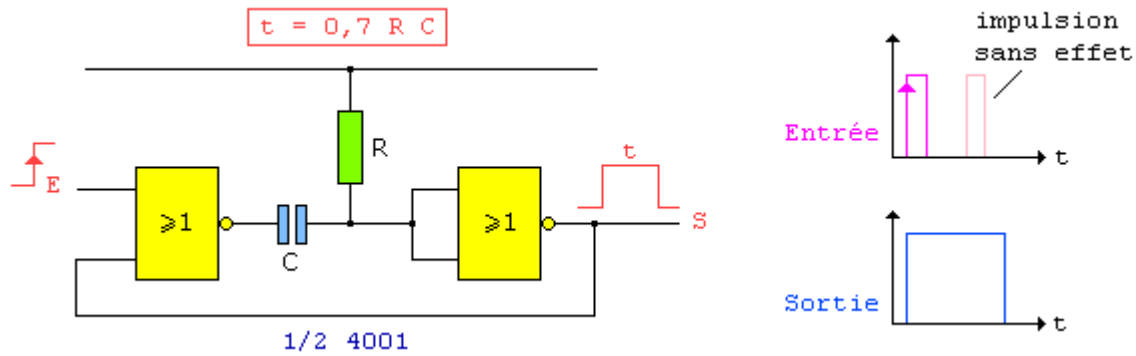 t = 0,7 R C
impulsion
sans effet
R
t
E
≥1
≥1
S
C
1/2 4001
Entrée
t
Sortie
t